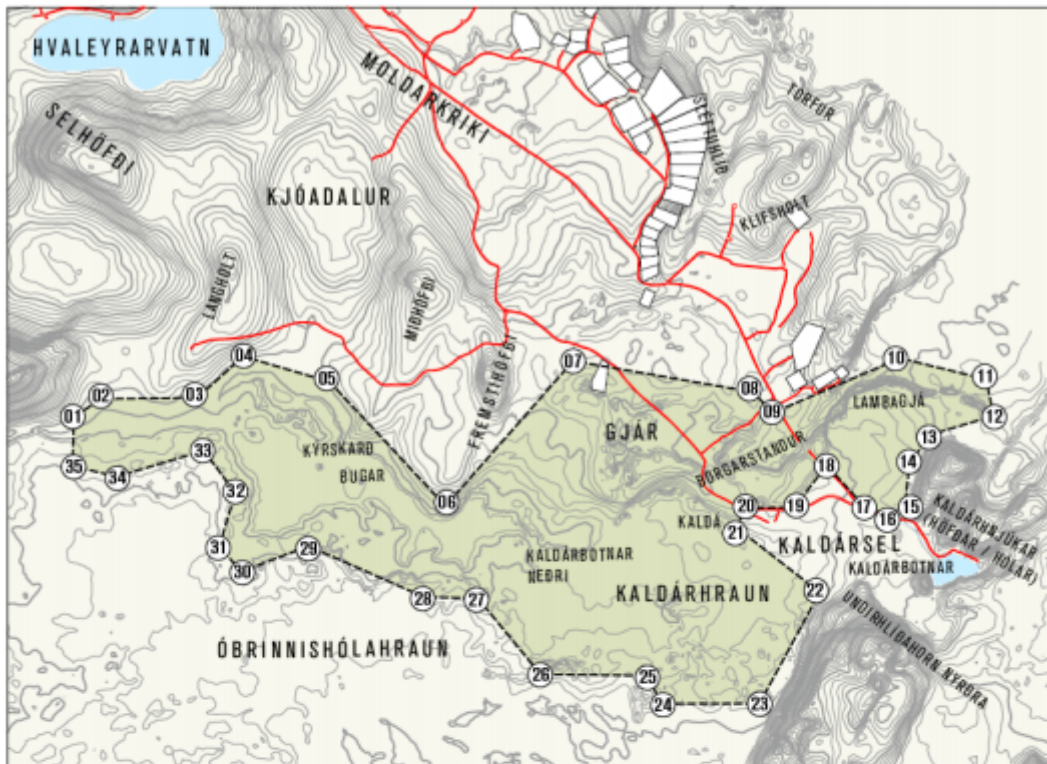 HVALEYRARVATN
SELHÖFÐI
MOLDARKRIKI
SLÉTTUHLÍÐ
TORFUR
KJÓADALUR
KLIFSHOLT
LANGHOLT
MIÐHÖFÐI
FREMSTIHÖFÐI
04
05
07
08
10
11
01
02
03
09
LAMBAGJÁ
12
GJÁR
13
33
KÝRSKARÐ
BUGAR
BORGARSTANDUR
35
34
32
06
18
14
20
19
17
16
15
KALDÁ
21
KALDÁRSEL
KALDÁRBOTNAR
KALDÁRHNJÚKAR
(HÖFÐAR / HÓLAR)
31
29
30
KALDÁRBOTNAR
NEÐRI
KALDÁRHRAUN
22
28
27
UNDIRHLÍÐAHORN NYRÐRA
ÓBRINNISHÓLAHRAUN
26
25
24
23